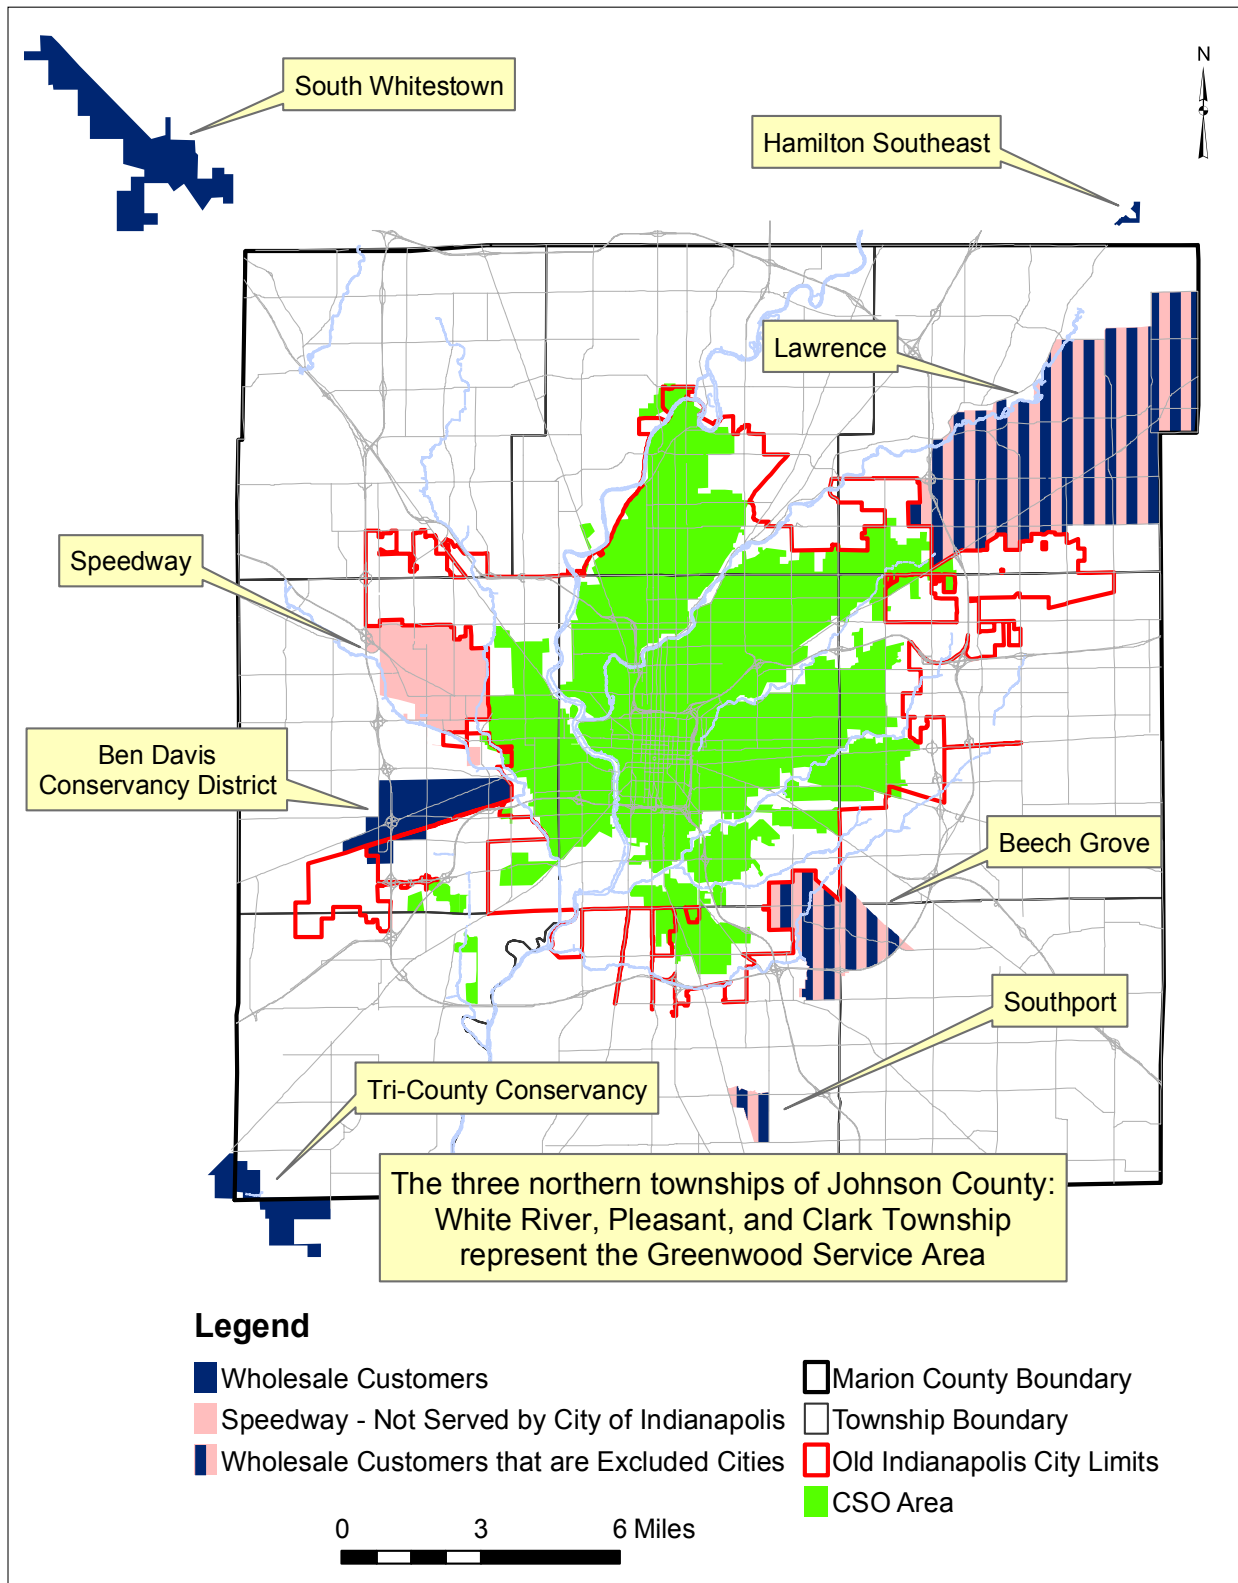 South Whitestown
N
Hamilton Southeast
Lawrence
Speedway
Ben Davis
Conservancy District
Beech Grove
Southport
Tri-County Conservancy
The three northern townships of Johnson County:
White River, Pleasant, and Clark Township
represent the Greenwood Service Area
Legend
Wholesale Customers
Speedway - Not Served by City of Indianapolis
Wholesale Customers that are Excluded Cities
Marion County Boundary
Township Boundary
Old Indianapolis City Limits
CSO Area
0 3 6 Miles